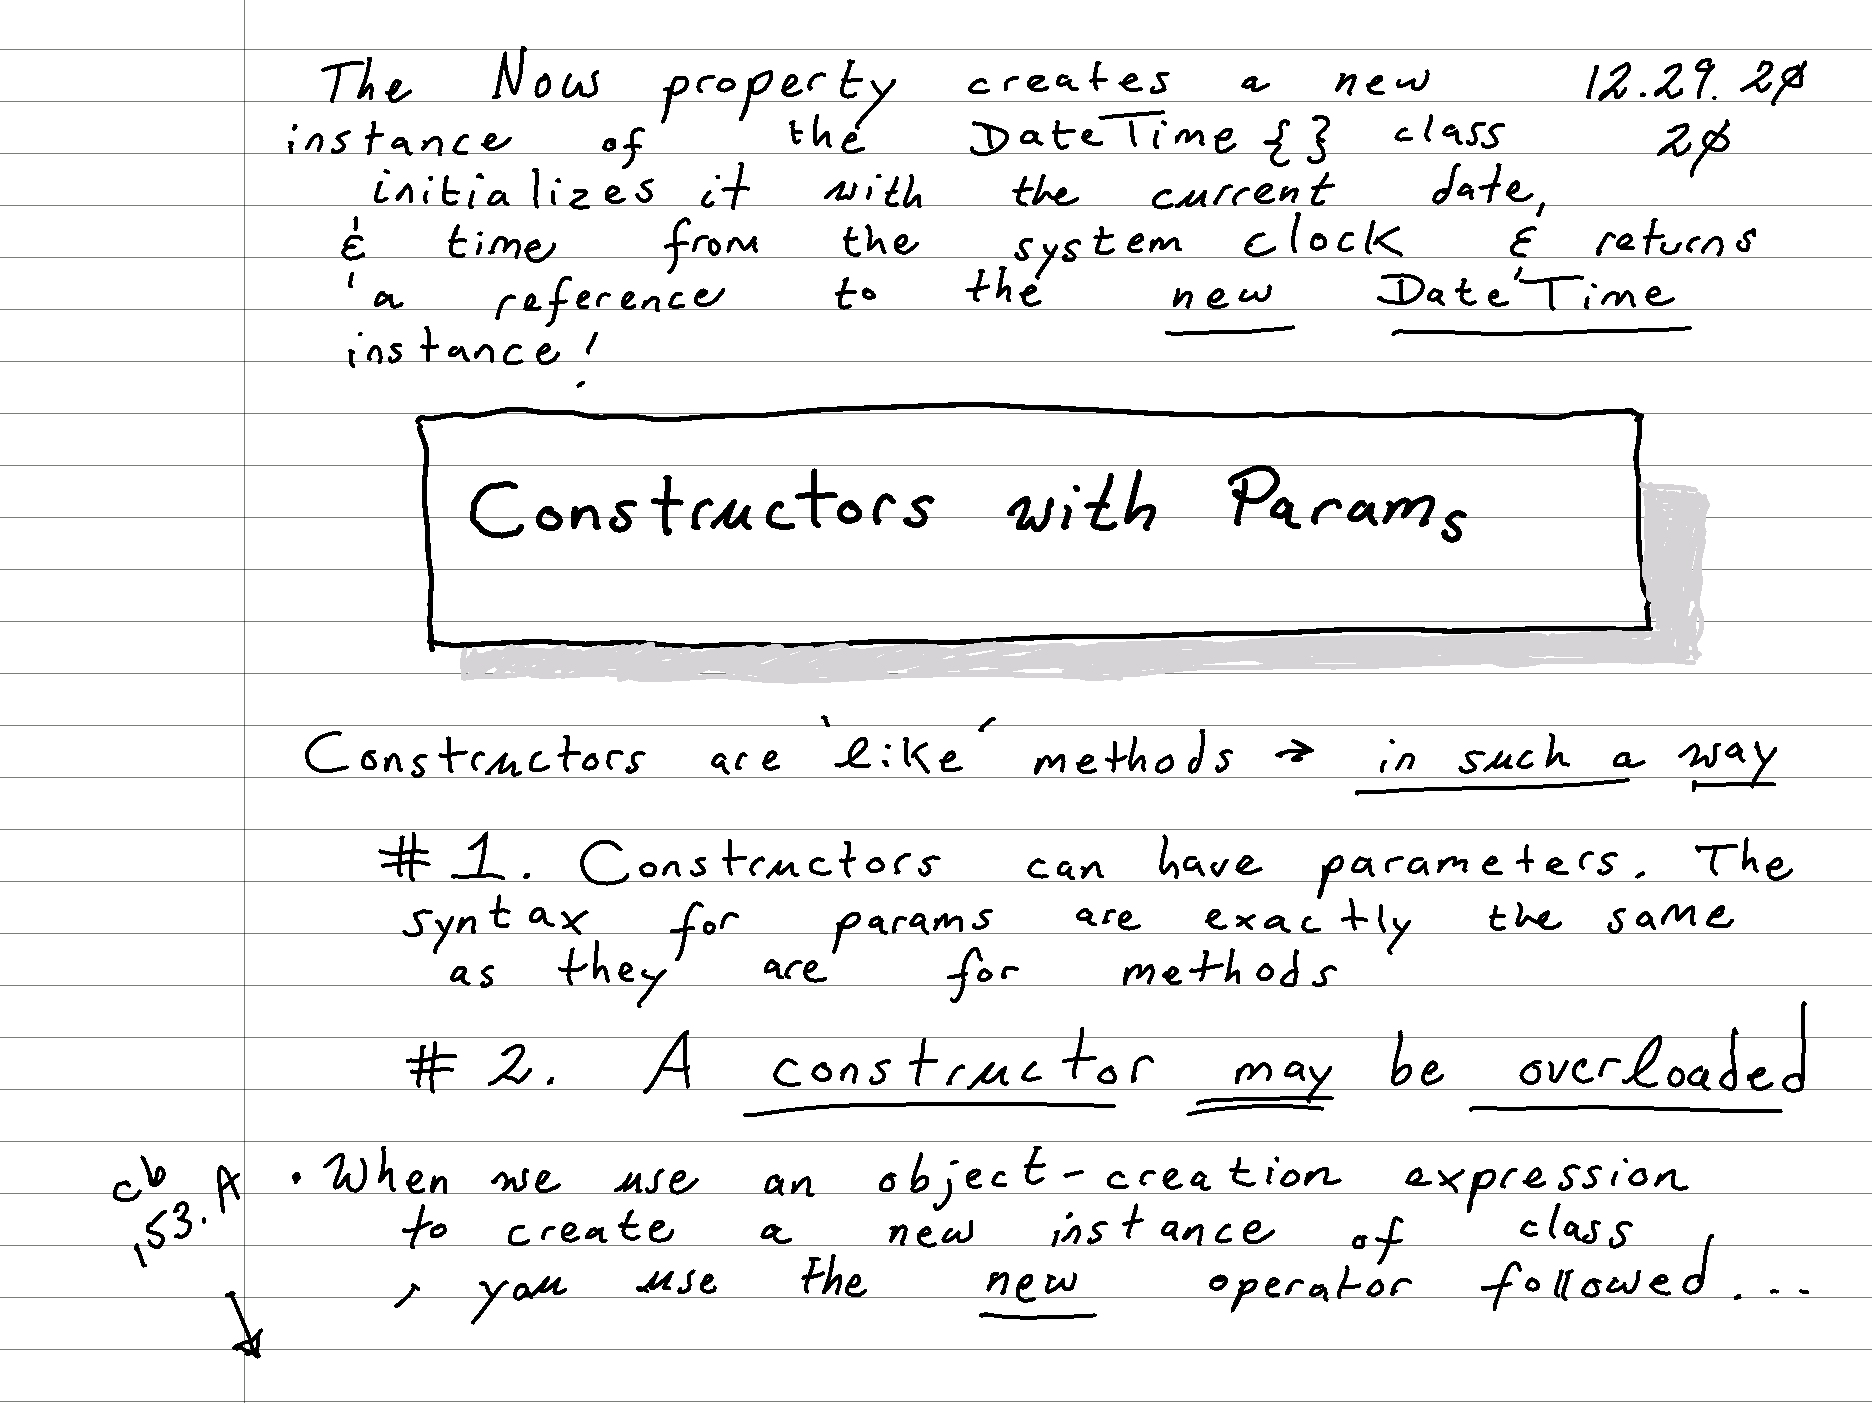 The Now property creates a new 12.29.20
instance of the DateTime {} class 20
initializes it with the current date,
& time from the system clock & returns
a reference to the new DateTime
instance!
Constructors with Params
Constructors are 'like' methods → in such a way
#1. Constructors can have parameters. The
syntax for params are exactly the same
as they are for methods
#2. A constructor may be overloaded
cb • When we use an object-creation expression
153.A to create a new instance of class
, you use the new operator followed...